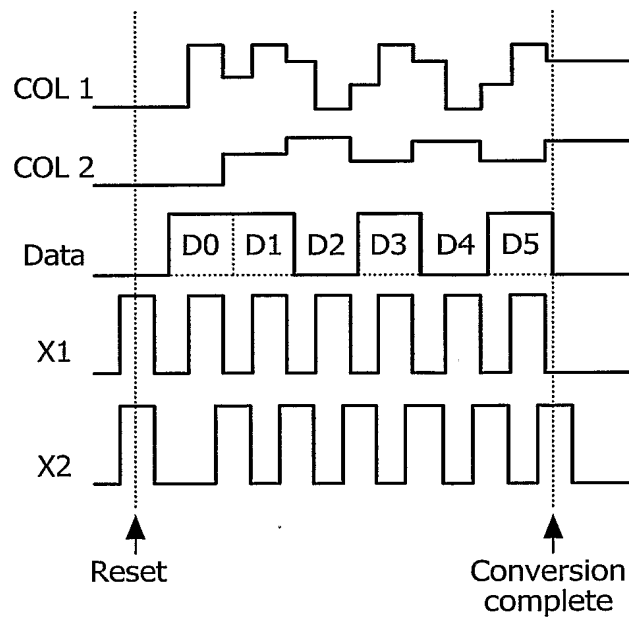 COL 1
COL 2
Data
D0 D1 D2 D3 D4 D5
X1
X2
Reset
Conversion
complete